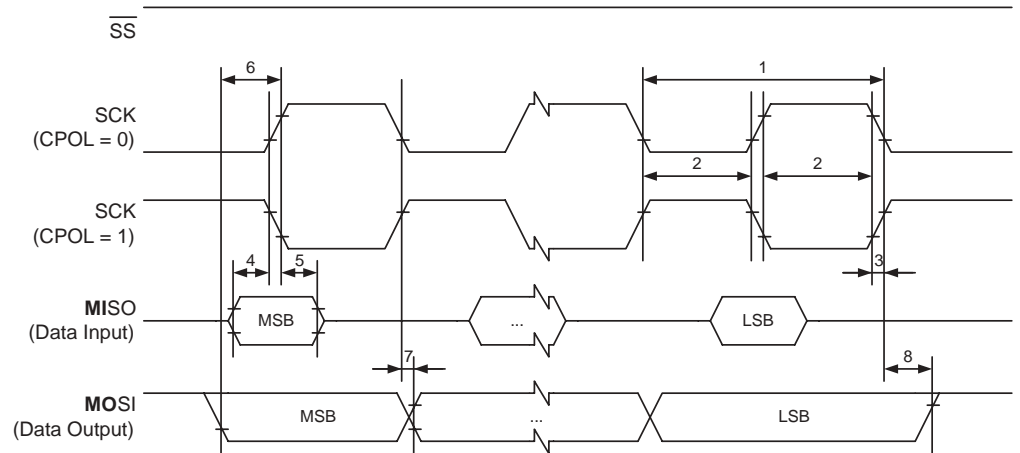 SS
6
1
SCK
(CPOL = 0)
2
2
SCK
(CPOL = 1)
4
5
3
MISO
(Data Input)
MSB
...
LSB
7
8
MOSI
(Data Output)
MSB
...
LSB